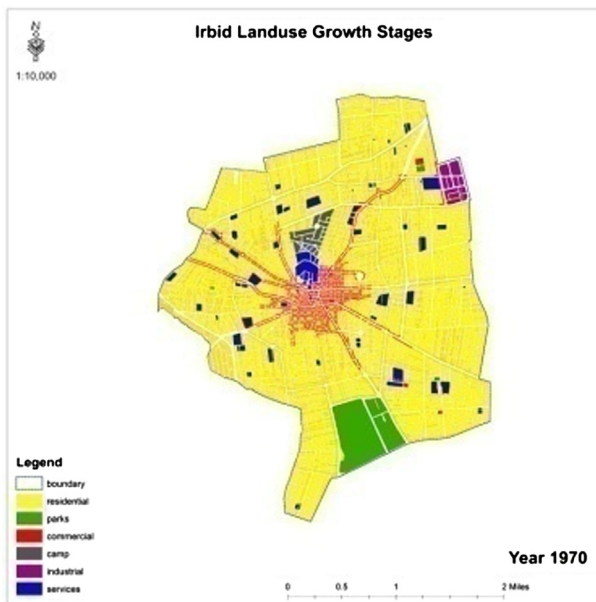 Irbid Landuse Growth Stages
N
1:10,000
Legend
boundary
residential
parks
commercial
camp
industrial
services
Year 1970
0 0.5 1 2 Miles